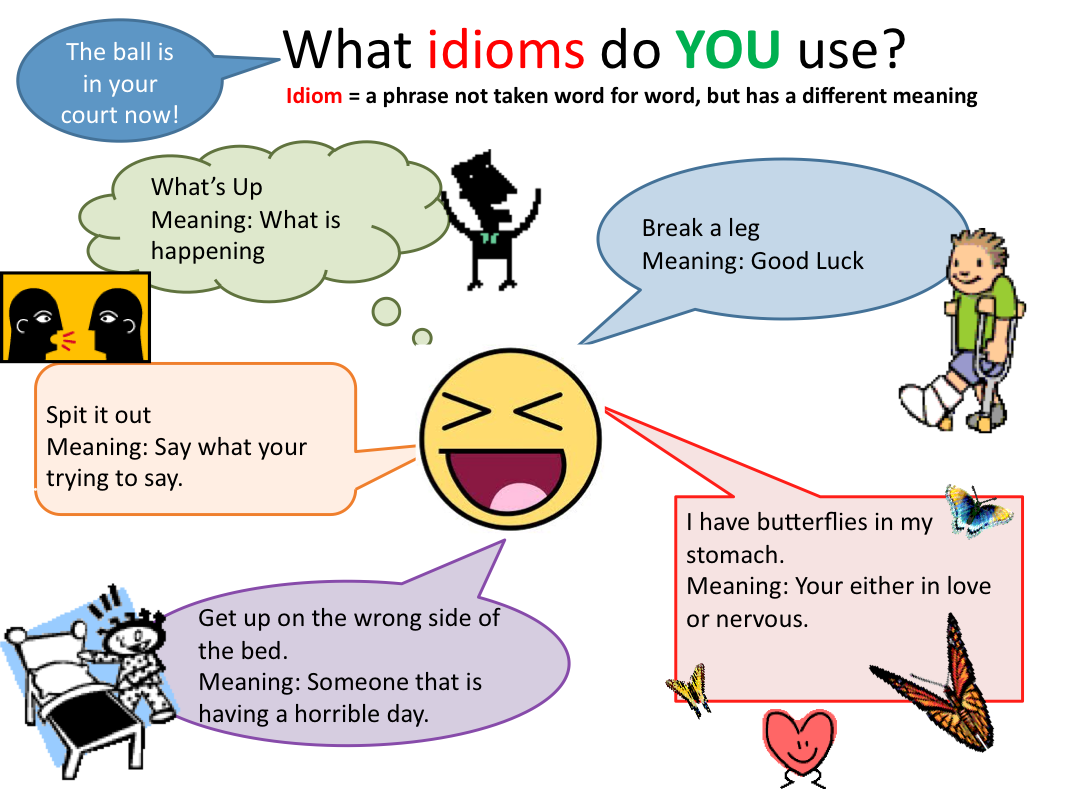 The ball is
in your
court now!
What idioms do YOU use?
Idiom = a phrase not taken word for word, but has a different meaning
What’s Up
Meaning: What is
happening
Break a leg
Meaning: Good Luck
Spit it out
Meaning: Say what your
trying to say.
I have butterflies in my
stomach.
Meaning: Your either in love
or nervous.
Get up on the wrong side of
the bed.
Meaning: Someone that is
having a horrible day.